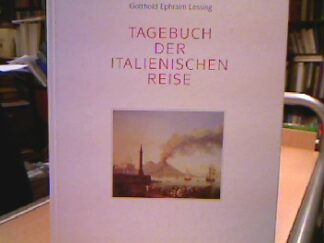 Gotthold Ephraim Lessing
TAGEBUCH
DER
ITALIENISCHEN
REISE